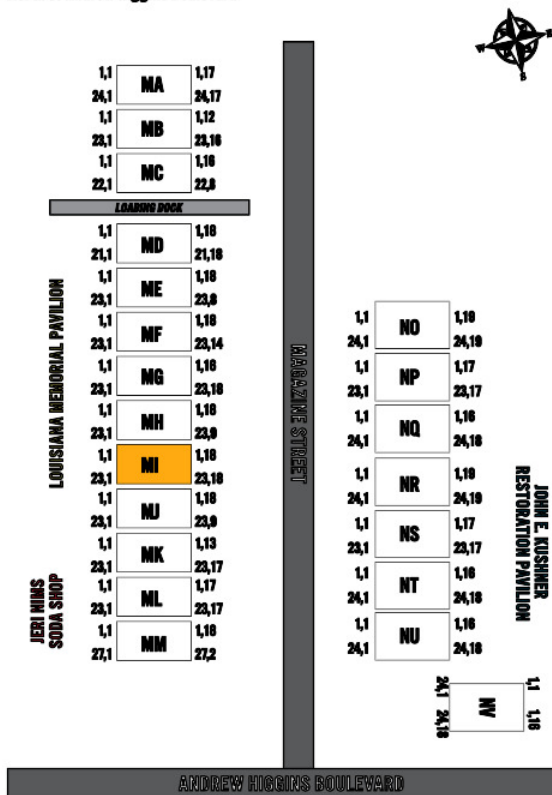 N
W
E
S
1,1 MA 1,17
24,1 24,17
1,1 MB 1,12
23,1 23,16
1,1 MC 1,16
22,1 22,8
LOADING DOCK
1,1 MD 1,18
21,1 21,18
1,1 ME 1,18
23,1 23,8
1,1 MF 1,18
23,1 23,14
1,1 MG 1,16
23,1 23,18
1,1 MH 1,18
23,1 23,9
1,1 MI 1,18
23,1 23,18
1,1 MJ 1,18
23,1 23,9
1,1 MK 1,13
23,1 23,17
1,1 ML 1,17
23,1 23,17
1,1 MM 1,18
27,1 27,2
LOUISIANA MEMORIAL PAVILION
JERI NIMS
SODA SHOP
MAGAZINE STREET
1,1 NO 1,19
24,1 24,19
1,1 NP 1,17
23,1 23,17
1,1 NQ 1,16
24,1 24,18
1,1 NR 1,19
24,1 24,19
1,1 NS 1,17
23,1 23,17
1,1 NT 1,16
24,1 24,18
1,1 NU 1,16
24,1 24,18
JOHN E. KUSHNER
RESTORATION PAVILION
24,1 1,1
NV
24,18 1,16
ANDREW HIGGINS BOULEVARD